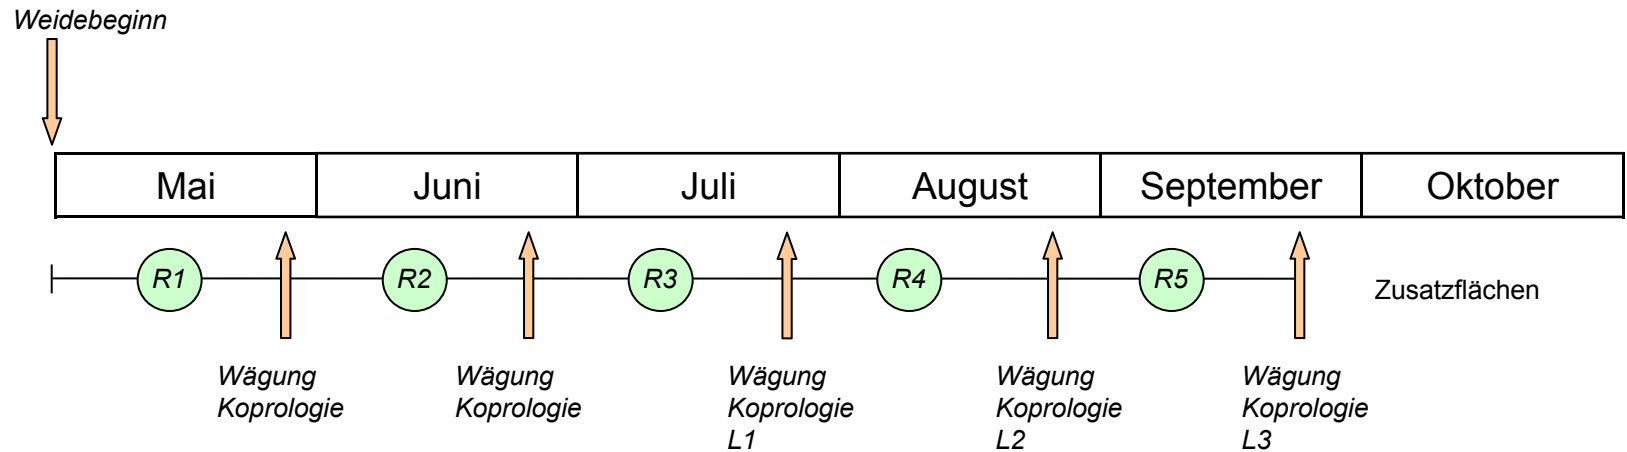 Weidebeginn
Mai Juni Juli August September Oktober
R1 R2 R3 R4 R5 Zusatzflächen
Wägung Wägung Wägung Wägung Wägung
Koprologie Koprologie Koprologie Koprologie Koprologie
L1 L2 L3